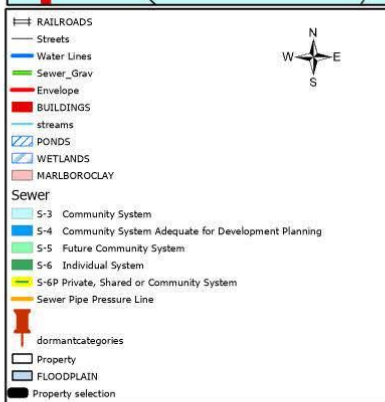 RAILROADS
Streets
Water Lines
Sewer_Grav
Envelope
BUILDINGS
streams
PONDS
WETLANDS
MARLBOROCLAY
Sewer
S-3 Community System
S-4 Community System Adequate for Development Planning
S-5 Future Community System
S-6 Individual System
S-6P Private, Shared or Community System
Sewer Pipe Pressure Line
dormantcategories
Property
FLOODPLAIN
Property selection
N
W E
S